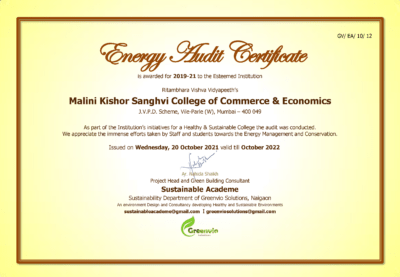 GV/ EA/ 10/ 12
Energy Audit Certificate
is awarded for 2019-21 to the Esteemed Institution
Ritambhara Vishva Vidyapeeth's
Malini Kishor Sanghvi College of Commerce & Economics
J.V.P.D. Scheme, Vile-Parle (W), Mumbai – 400 049
As part of the Institution's initiatives for a Healthy & Sustainable College the audit was conducted.
We appreciate the immense efforts taken by Staff and students towards the Energy Management and Conservation.
Issued on Wednesday, 20 October 2021 valid till October 2022
Ar. Nahida Shaikh
Project Head and Green Building Consultant
Sustainable Academe
Sustainability Department of Greenvio Solutions, Naigaon
An environment Design and Consultancy developing Healthy and Sustainable Environments
sustainableacademe@gmail.com | greenviosolutions@gmail.com
Greenvio